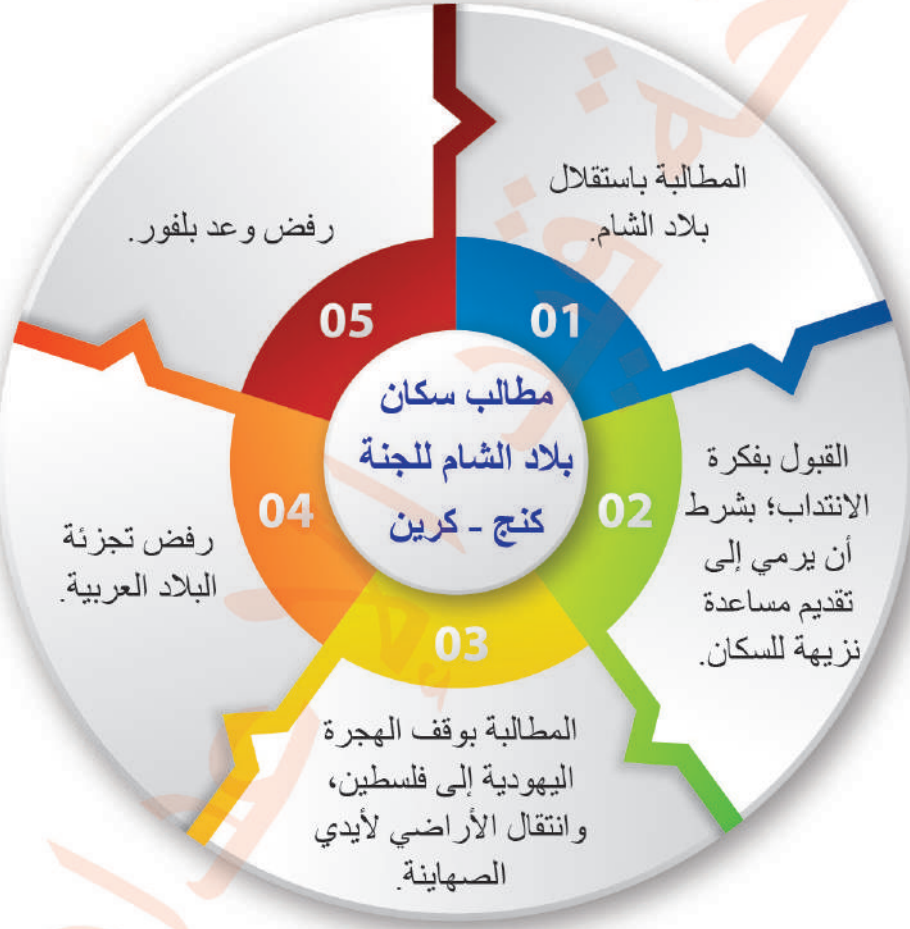 مطالب سكان
بلاد الشام للجنة
كنج - كرين
01
المطالبة باستقلال
بلاد الشام.
02
القبول بفكرة
الانتداب؛ بشرط
أن يرمي إلى
تقديم مساعدة
نزيهة للسكان.
03
المطالبة بوقف الهجرة
اليهودية إلى فلسطين،
وانتقال الأراضي لأيدي
الصهاينة.
04
رفض تجزئة
البلاد العربية.
05
رفض وعد بلفور.